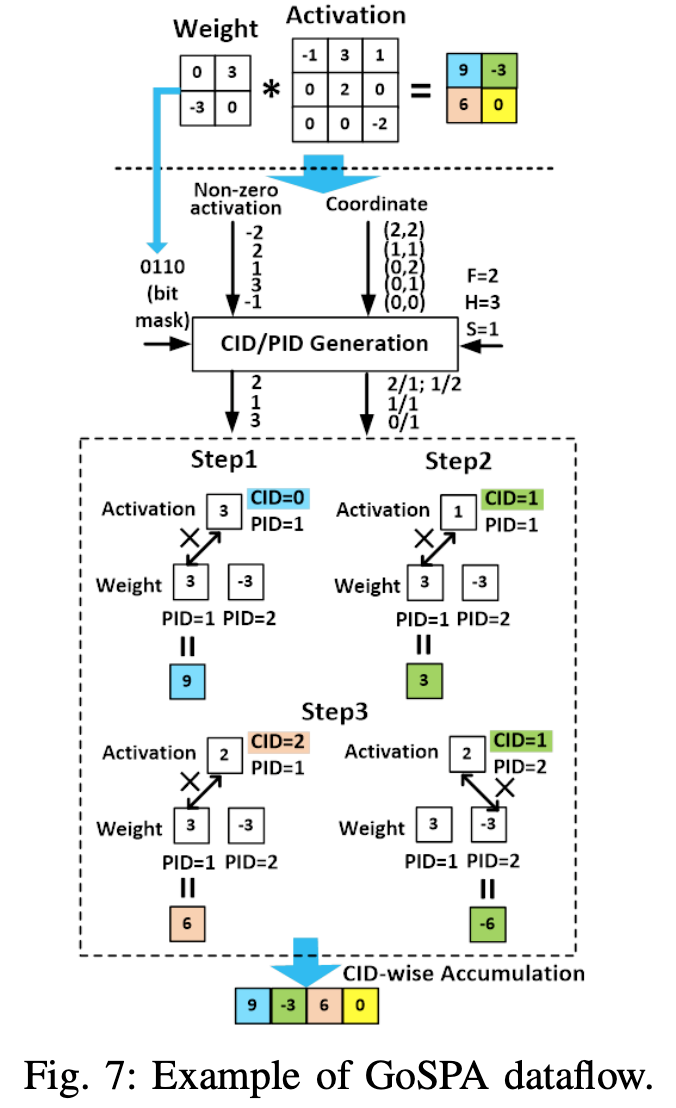 Weight
Activation
0 3
-3 0
*
-1 3 1
0 2 0
0 0 -2
=
9 -3
6 0
Non-zero
activation
Coordinate
-2
2
1
3
-1
(2,2)
(1,1)
(0,2)
(0,1)
(0,0)
0110
(bit
mask)
F=2
H=3
S=1
CID/PID Generation
2
1
3
2/1; 1/2
1/1
0/1
Step1
Activation 3 CID=0
PID=1
×
Weight 3 -3
PID=1 PID=2
=
9
Step2
Activation 1 CID=1
PID=1
×
Weight 3 -3
PID=1 PID=2
=
3
Step3
Activation 2 CID=2
PID=1
×
Weight 3 -3
PID=1 PID=2
=
6
Activation 2 CID=1
PID=2
×
Weight 3 -3
PID=1 PID=2
=
-6
CID-wise Accumulation
9 -3 6 0
Fig. 7: Example of GoSPA dataflow.